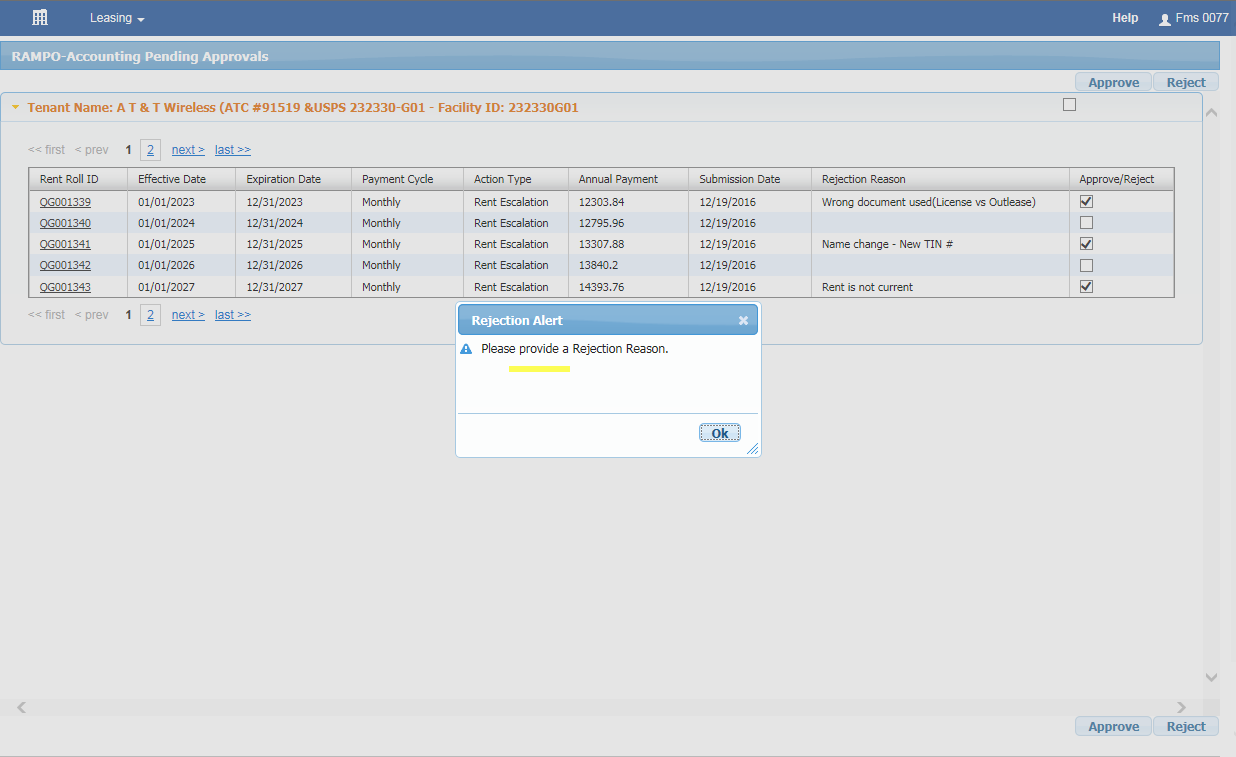 Leasing Help Fms 0077
RAMPO-Accounting Pending Approvals
Approve Reject
Tenant Name: A T & T Wireless (ATC #91519 &USPS 232330-G01 - Facility ID: 232330G01
<< first < prev 1 2 next > last >>
Rent Roll ID Effective Date Expiration Date Payment Cycle Action Type Annual Payment Submission Date Rejection Reason Approve/Reject
QG001339 01/01/2023 12/31/2023 Monthly Rent Escalation 12303.84 12/19/2016 Wrong document used(License vs Outlease)
QG001340 01/01/2024 12/31/2024 Monthly Rent Escalation 12795.96 12/19/2016
QG001341 01/01/2025 12/31/2025 Monthly Rent Escalation 13307.88 12/19/2016 Name change - New TIN #
QG001342 01/01/2026 12/31/2026 Monthly Rent Escalation 13840.2 12/19/2016
QG001343 01/01/2027 12/31/2027 Monthly Rent Escalation 14393.76 12/19/2016 Rent is not current
<< first < prev 1 2 next > last >>
Rejection Alert
Please provide a Rejection Reason.
Ok
Approve Reject